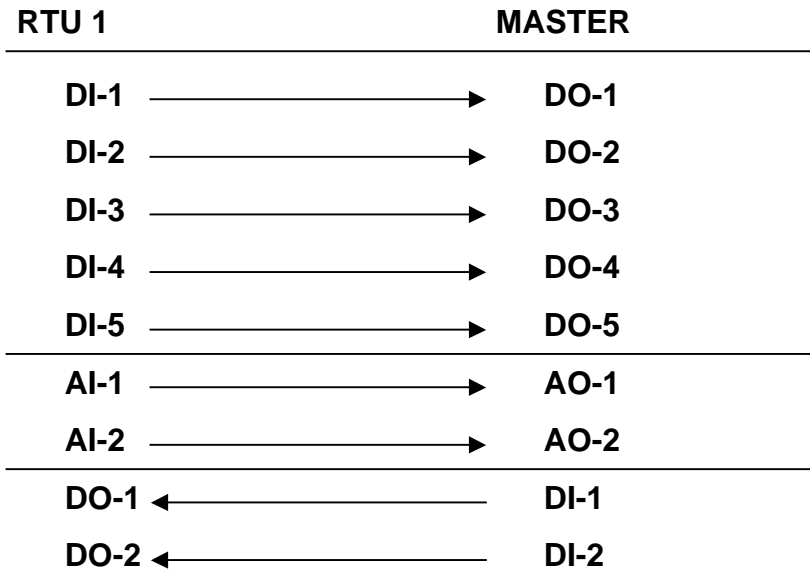 RTU 1 MASTER
DI-1 DO-1
DI-2 DO-2
DI-3 DO-3
DI-4 DO-4
DI-5 DO-5
AI-1 AO-1
AI-2 AO-2
DO-1 DI-1
DO-2 DI-2